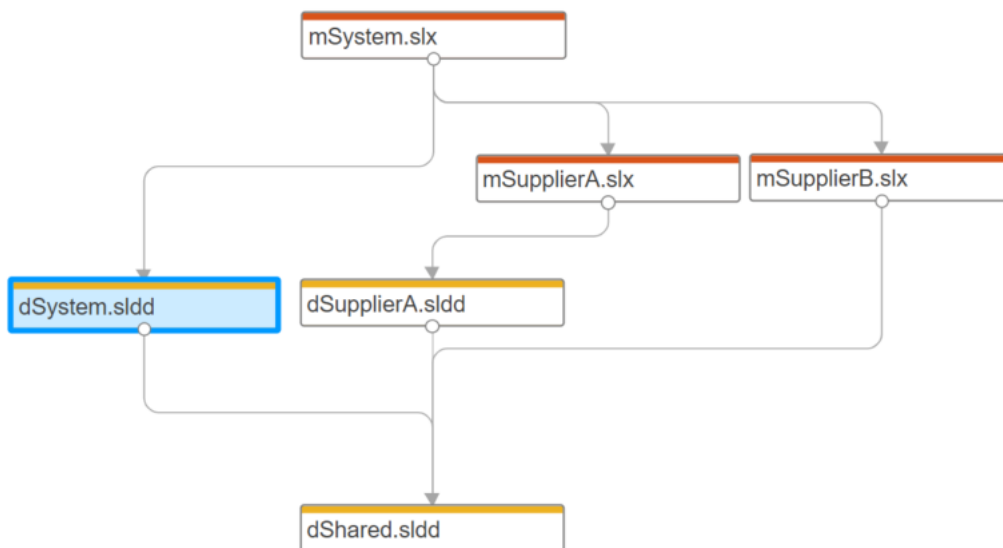 mSystem.slx
mSupplierA.slx
mSupplierB.slx
dSystem.sldd
dSupplierA.sldd
dShared.sldd